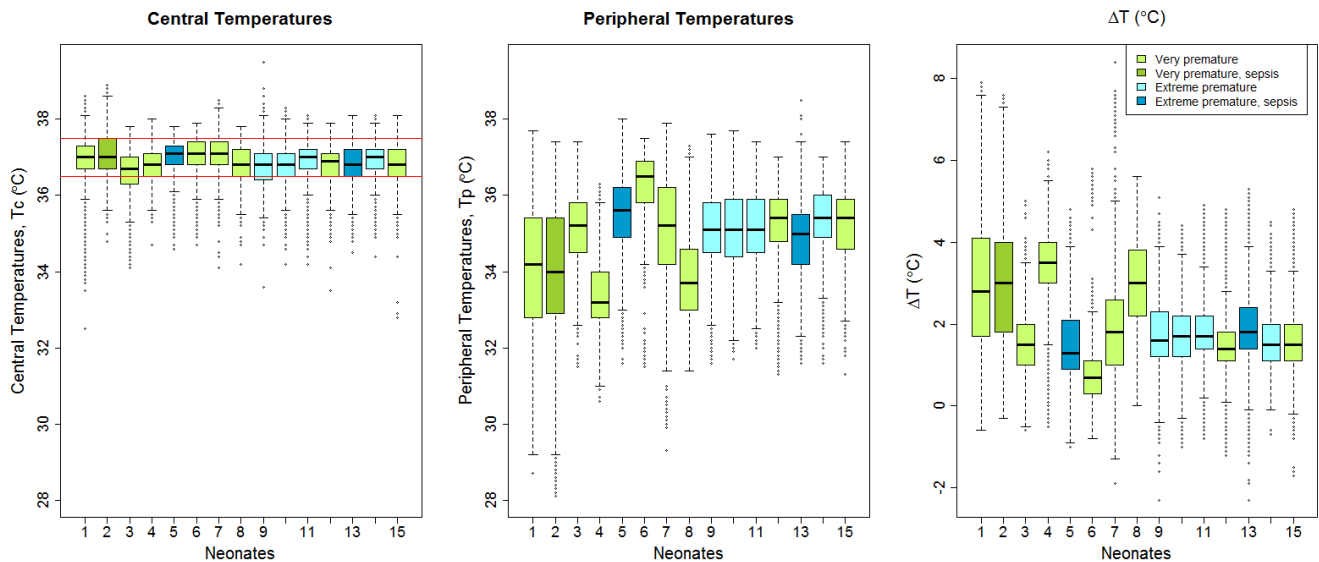 Central Temperatures
Central Temperatures, Tc (°C)
38
36
34
32
30
28
1 2 3 4 5 6 7 8 9 11 13 15
Neonates
Peripheral Temperatures
Peripheral Temperatures, Tp (°C)
38
36
34
32
30
28
1 2 3 4 5 6 7 8 9 11 13 15
Neonates
ΔT (°C)
ΔT (°C)
8
6
4
2
0
-2
Very premature
Very premature, sepsis
Extreme premature
Extreme premature, sepsis
1 2 3 4 5 6 7 8 9 11 13 15
Neonates